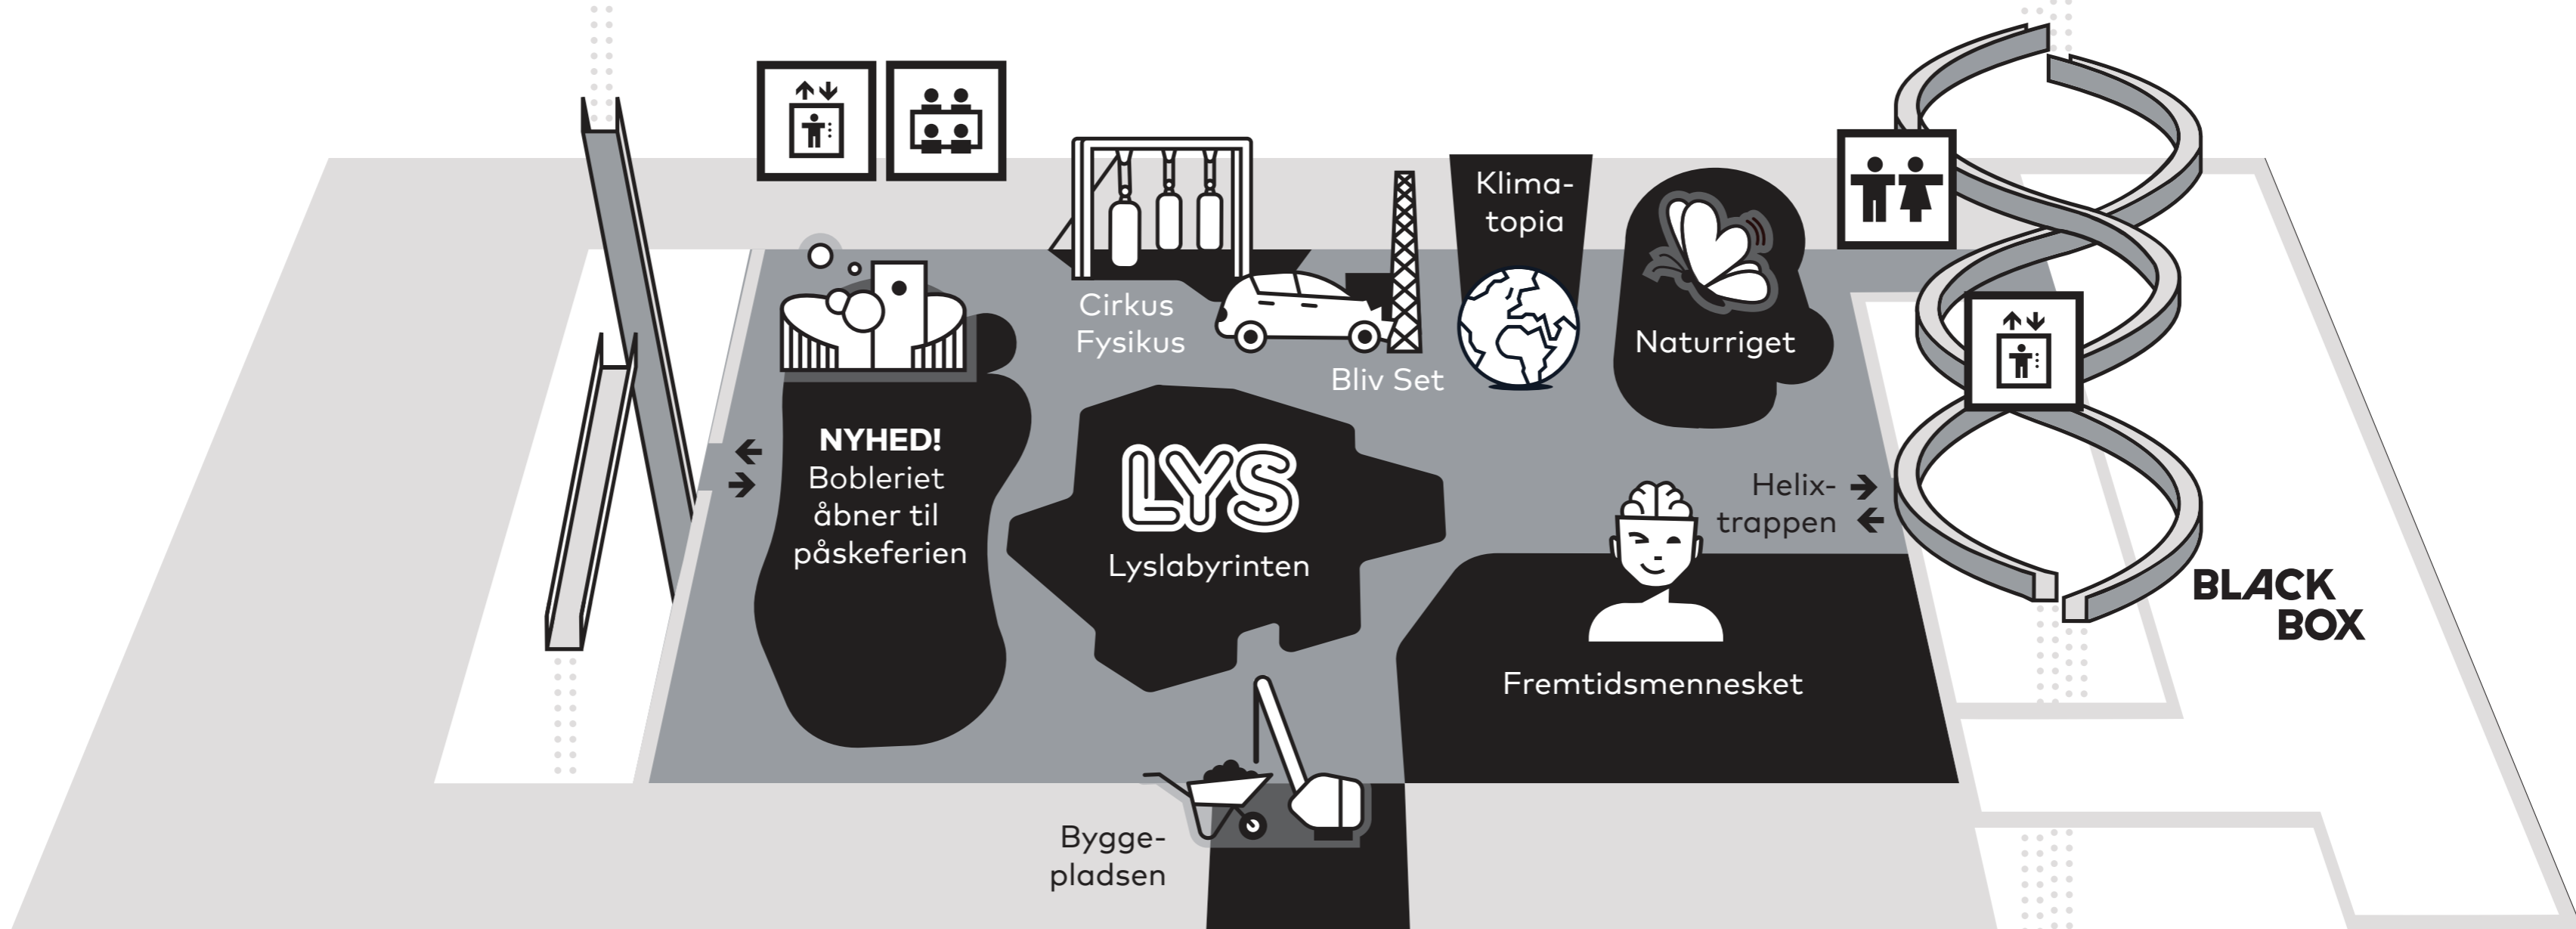 Klima-
topia
Cirkus
Fysikus
Bliv Set
Naturriget
NYHED!
Bobleriet
åbner til
påskeferien
LYS
Lyslabyrinten
Helix-
trappen
BLACK
BOX
Fremtidsmennesket
Bygge-
pladsen